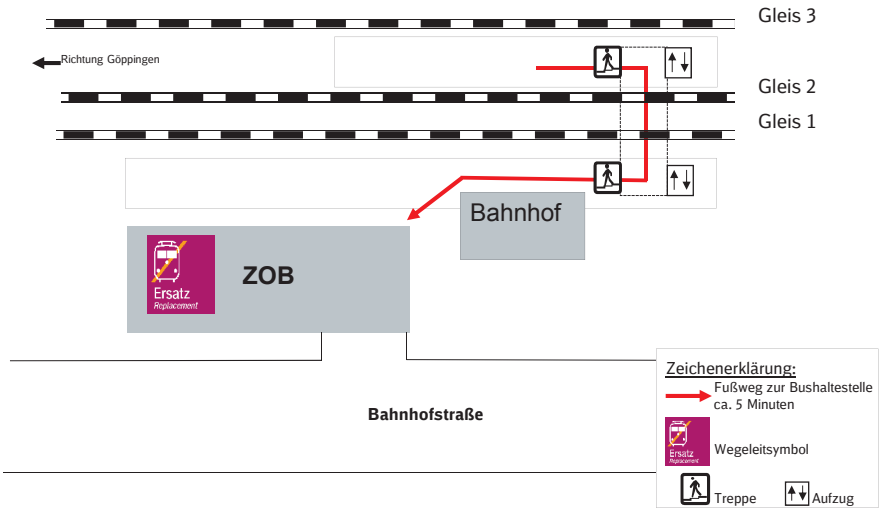 Gleis 3
Richtung Göppingen
Gleis 2
Gleis 1
Bahnhof
Ersatz
Replacement
ZOB
Bahnhofstraße
Zeichenerklärung:
Fußweg zur Bushaltestelle
ca. 5 Minuten
Ersatz
Replacement
Wegeleitsymbol
Treppe
Aufzug